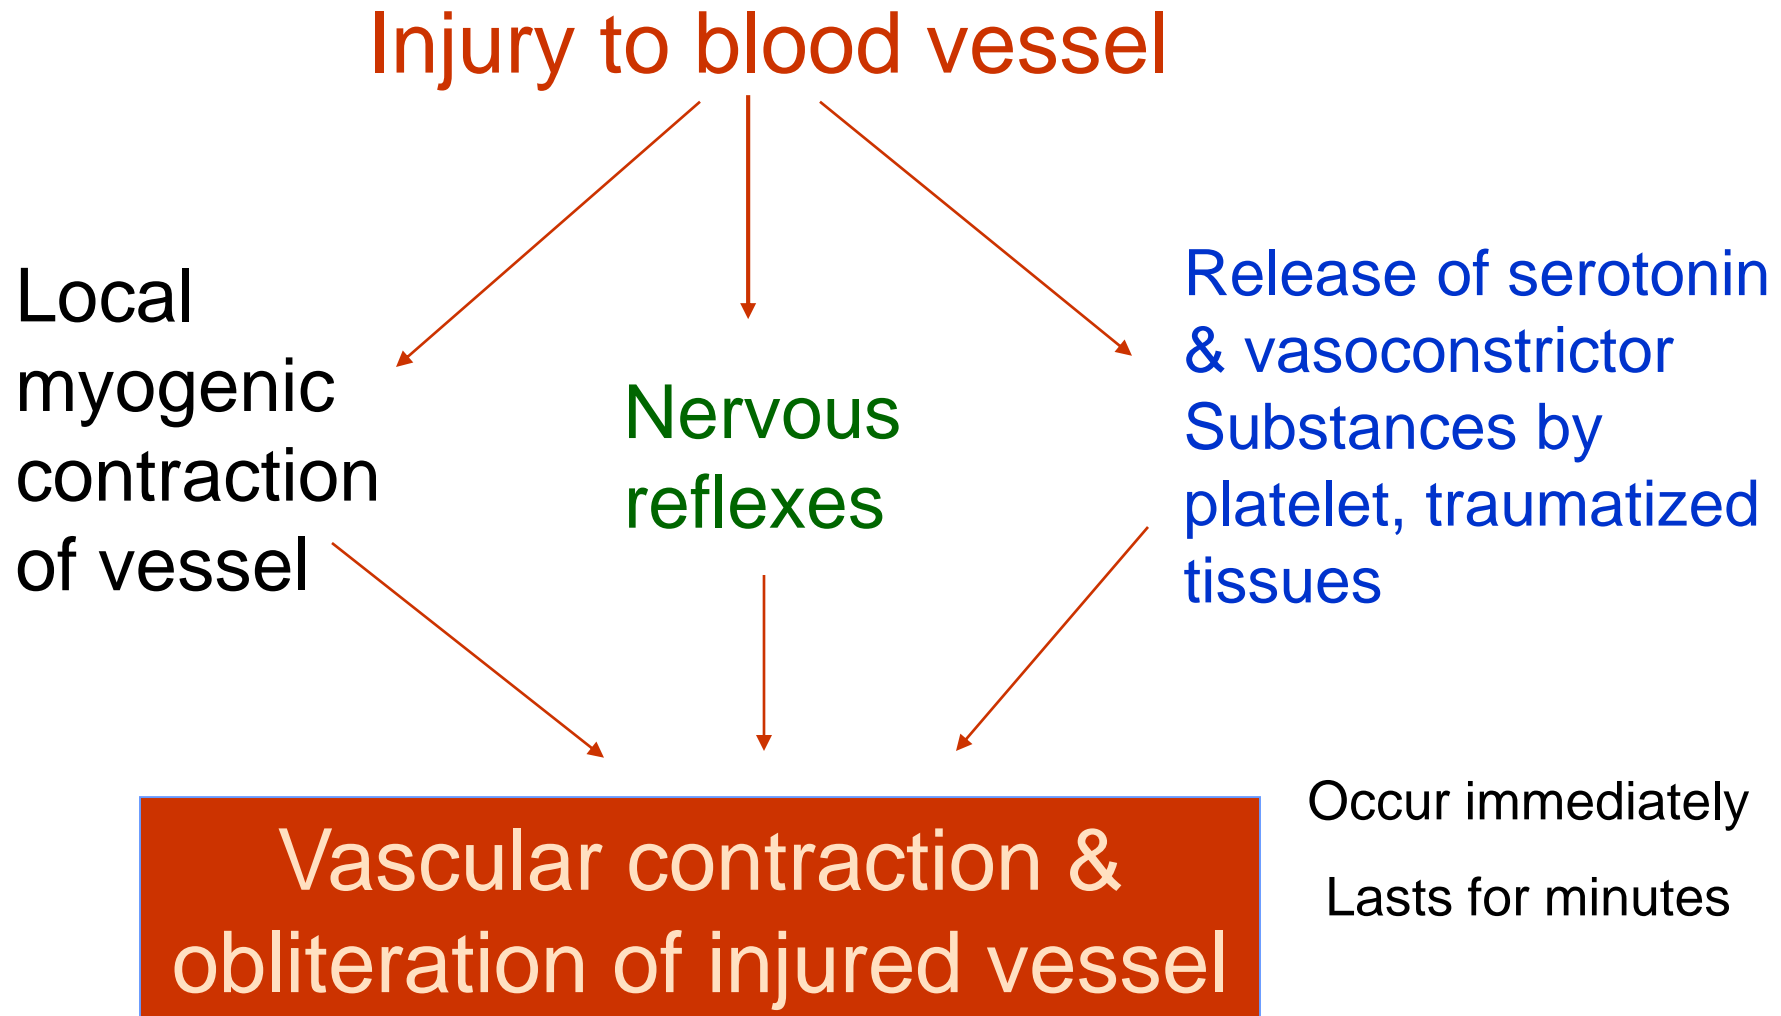 Injury to blood vessel
Local
myogenic
contraction
of vessel
Nervous
reflexes
Release of serotonin
& vasoconstrictor
Substances by
platelet, traumatized
tissues
Vascular contraction &
obliteration of injured vessel
Occur immediately
Lasts for minutes